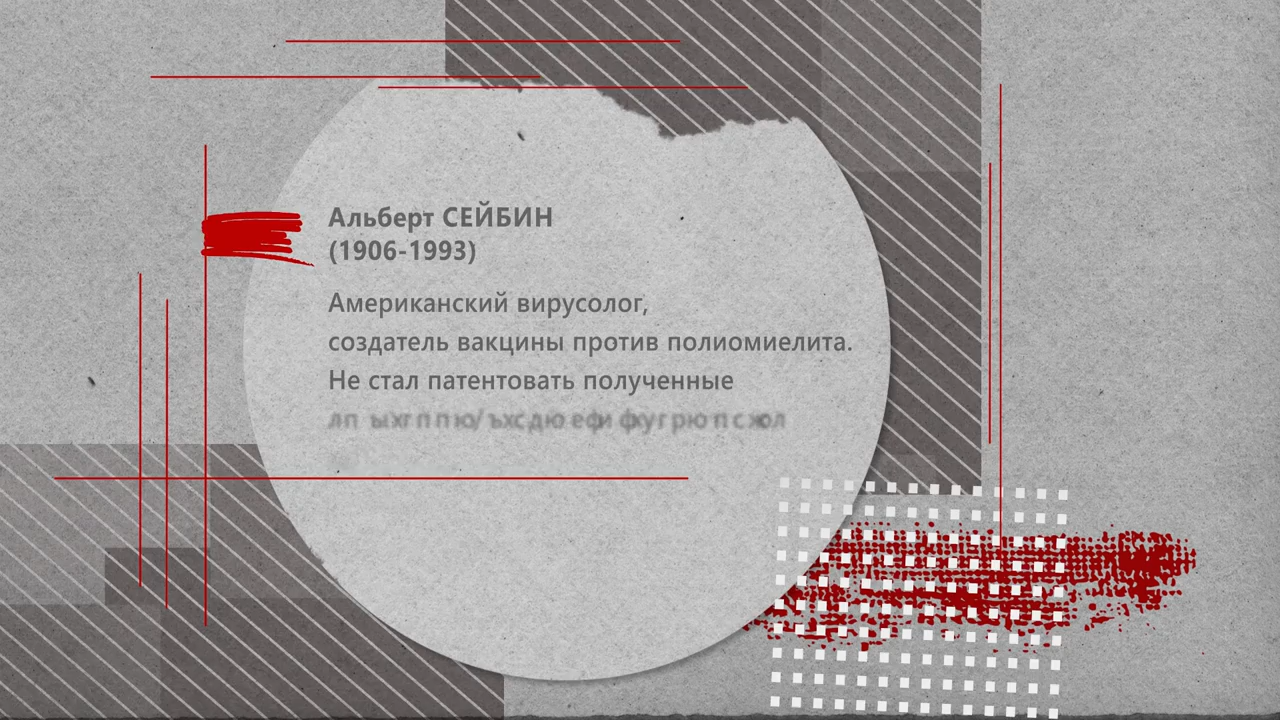 Альберт СЕЙБИН
(1906-1993)
Американский вирусолог,
создатель вакцины против полиомиелита.
Не стал патентовать полученные